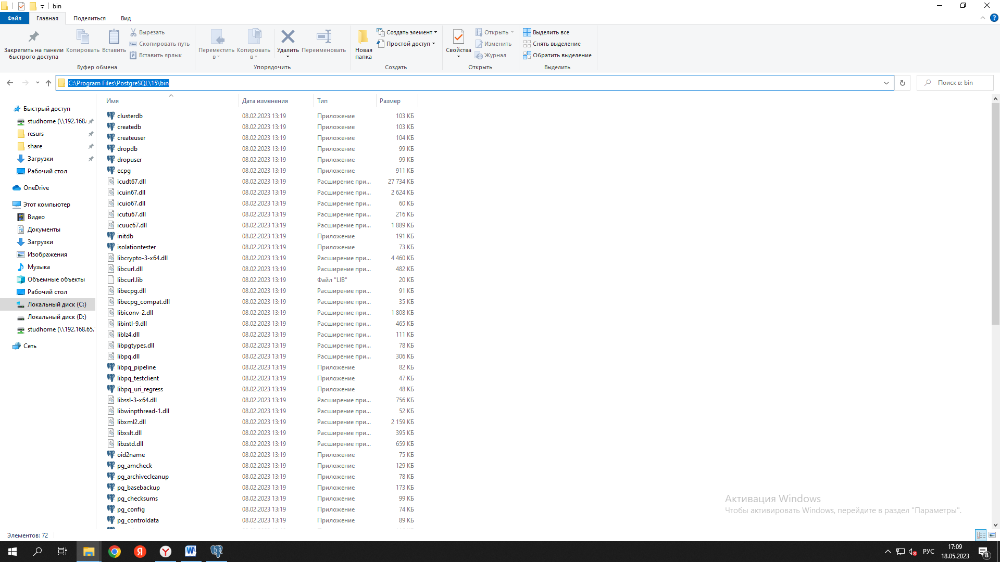 bin
Файл
Главная
Поделиться
Вид
Закрепить на панели
быстрого доступа
Копировать
Вставить
Вырезать
Скопировать путь
Вставить ярлык
Буфер обмена
Переместить
в
Копировать
в
Удалить
Переименовать
Упорядочить
Новая
папка
Создать элемент
Простой доступ
Создать
Свойства
Открыть
Изменить
Журнал
Открыть
Выделить все
Снять выделение
Обратить выделение
Выделить
C:\Program Files\PostgreSQL\15\bin
Поиск в: bin
Быстрый доступ
studhome (\\192.168.
resurs
share
Загрузки
Рабочий стол
OneDrive
Этот компьютер
Видео
Документы
Загрузки
Изображения
Музыка
Объемные объекты
Рабочий стол
Локальный диск (C:)
Локальный диск (D:)
studhome (\\192.168.65.
Сеть
Имя Дата изменения Тип Размер
clusterdb 08.02.2023 13:19 Приложение 103 КБ
createdb 08.02.2023 13:19 Приложение 103 КБ
createuser 08.02.2023 13:19 Приложение 104 КБ
dropdb 08.02.2023 13:19 Приложение 99 КБ
dropuser 08.02.2023 13:19 Приложение 99 КБ
ecpg 08.02.2023 13:19 Приложение 911 КБ
icudt67.dll 08.02.2023 13:19 Расширение при... 27 734 КБ
icuin67.dll 08.02.2023 13:19 Расширение при... 2 624 КБ
icuio67.dll 08.02.2023 13:19 Расширение при... 60 КБ
icutu67.dll 08.02.2023 13:19 Расширение при... 216 КБ
icuuc67.dll 08.02.2023 13:19 Расширение при... 1 889 КБ
initdb 08.02.2023 13:19 Приложение 191 КБ
isolationtester 08.02.2023 13:19 Приложение 73 КБ
libcrypto-3-x64.dll 08.02.2023 13:19 Расширение при... 4 460 КБ
libcurl.dll 08.02.2023 13:19 Расширение при... 482 КБ
libcurl.lib 08.02.2023 13:19 Файл "LIB" 20 КБ
libecpg.dll 08.02.2023 13:19 Расширение при... 91 КБ
libecpg_compat.dll 08.02.2023 13:19 Расширение при... 35 КБ
libiconv-2.dll 08.02.2023 13:19 Расширение при... 1 808 КБ
libintl-9.dll 08.02.2023 13:19 Расширение при... 465 КБ
liblz4.dll 08.02.2023 13:19 Расширение при... 111 КБ
libpgtypes.dll 08.02.2023 13:19 Расширение при... 78 КБ
libpq.dll 08.02.2023 13:19 Расширение при... 306 КБ
libpq_pipeline 08.02.2023 13:19 Приложение 82 КБ
libpq_testclient 08.02.2023 13:19 Приложение 47 КБ
libpq_uri_regress 08.02.2023 13:19 Приложение 48 КБ
libssl-3-x64.dll 08.02.2023 13:19 Расширение при... 756 КБ
libwinpthread-1.dll 08.02.2023 13:19 Расширение при... 52 КБ
libxml2.dll 08.02.2023 13:19 Расширение при... 2 159 КБ
libxslt.dll 08.02.2023 13:19 Расширение при... 395 КБ
libzstd.dll 08.02.2023 13:19 Расширение при... 659 КБ
oid2name 08.02.2023 13:19 Приложение 75 КБ
pg_amcheck 08.02.2023 13:19 Приложение 129 КБ
pg_archivecleanup 08.02.2023 13:19 Приложение 78 КБ
pg_basebackup 08.02.2023 13:19 Приложение 173 КБ
pg_checksums 08.02.2023 13:19 Приложение 99 КБ
pg_config 08.02.2023 13:19 Приложение 74 КБ
pg_controldata 08.02.2023 13:19 Приложение 89 КБ
Активация Windows
Чтобы активировать Windows, перейдите в раздел "Параметры".
Элементов: 72
РУС
17:09
18.05.2023
8